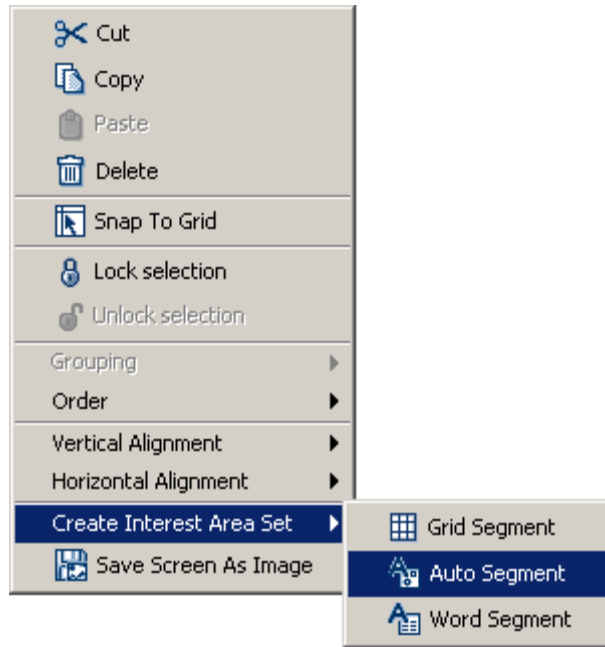 Cut
Copy
Paste
Delete
Snap To Grid
Lock selection
Unlock selection
Grouping
Order
Vertical Alignment
Horizontal Alignment
Create Interest Area Set
Save Screen As Image
Grid Segment
Auto Segment
Word Segment